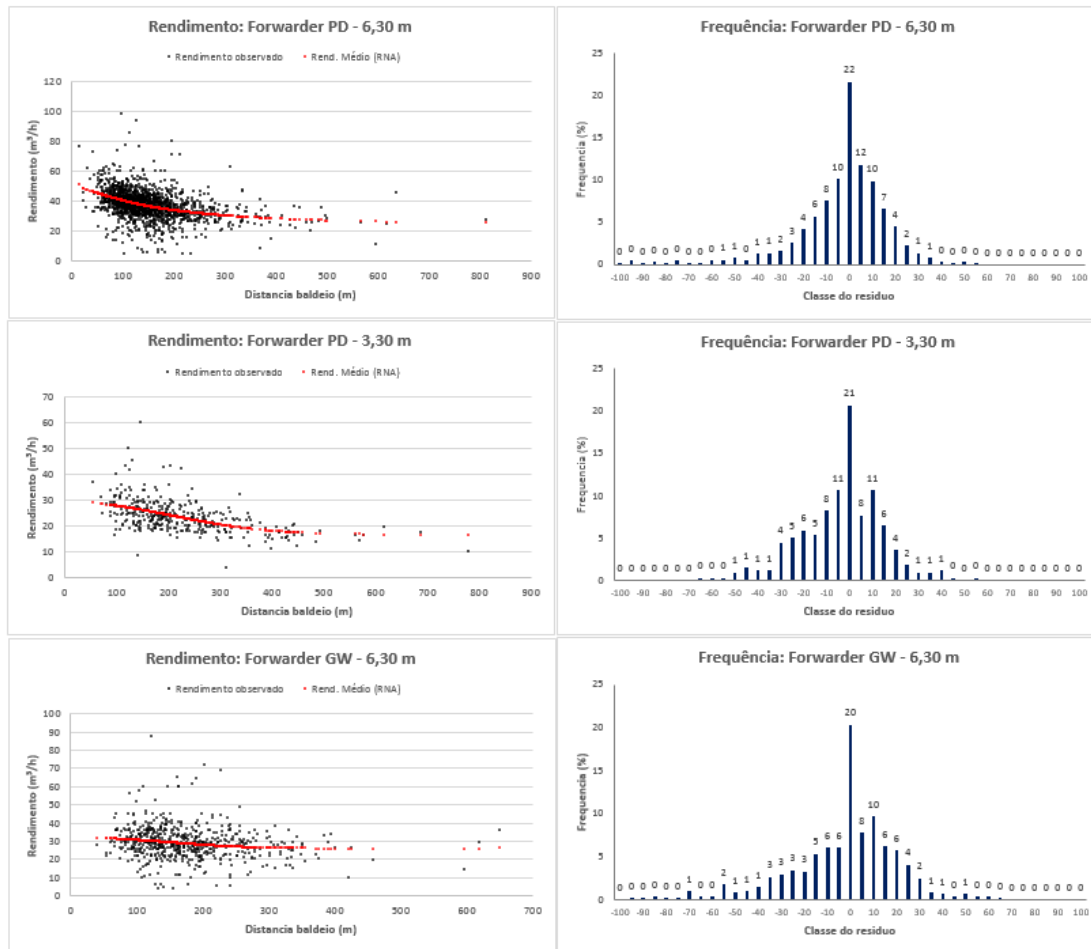 Rendimento: Forwarder PD - 6,30 m
Rendimento observado Rend. Médio (RNA)
Rendimento (m³/h)
120
100
80
60
40
20
0
0 100 200 300 400 500 600 700 800 900
Distancia baldeio (m)
Frequência: Forwarder PD - 6,30 m
Frequencia (%)
25
20
15
10
5
0
0 0 0 0 0 0 0 0 1 1 0 1 1 2 3 4 6 8 10 22 12 10 7 4 2 1 1 0 0 0 0 0 0 0 0 0 0
-100 -90 -80 -70 -60 -50 -40 -30 -20 -10 0 10 20 30 40 50 60 70 80 90 100
Classe do residuo
Rendimento: Forwarder PD - 3,30 m
Rendimento observado Rend. Médio (RNA)
Rendimento (m³/h)
70
60
50
40
30
20
10
0
0 100 200 300 400 500 600 700 800 900
Distancia baldeio (m)
Frequência: Forwarder PD - 3,30 m
Frequencia (%)
25
20
15
10
5
0
0 0 0 0 0 0 0 0 0 0 1 1 1 1 4 5 6 5 8 11 21 8 11 6 4 2 1 1 1 0 0 0 0 0 0 0 0 0 0 0 0
-100 -90 -80 -70 -60 -50 -40 -30 -20 -10 0 10 20 30 40 50 60 70 80 90 100
Classe do residuo
Rendimento: Forwarder GW - 6,30 m
Rendimento observado Rend. Médio (RNA)
Rendimento (m³/h)
100
90
80
70
60
50
40
30
20
10
0
0 100 200 300 400 500 600 700
Distancia baldeio (m)
Frequência: Forwarder GW - 6,30 m
Frequencia (%)
25
20
15
10
5
0
0 0 0 0 0 0 1 0 0 2 1 1 1 3 3 3 3 5 6 6 20 8 10 6 6 4 2 1 1 0 1 0 0 0 0 0 0 0 0 0 0
-100 -90 -80 -70 -60 -50 -40 -30 -20 -10 0 10 20 30 40 50 60 70 80 90 100
Classe do residuo